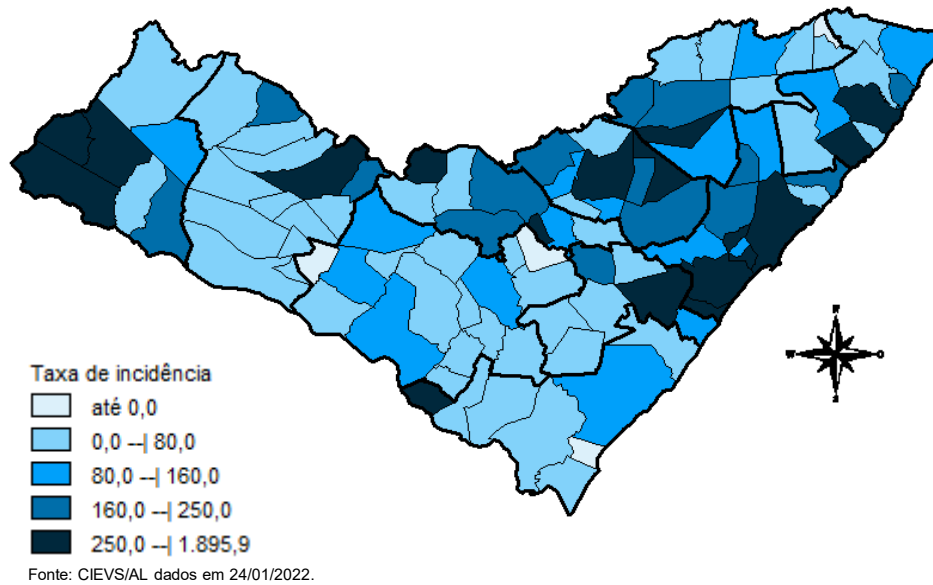 Taxa de incidência
até 0,0
0,0 --| 80,0
80,0 --| 160,0
160,0 --| 250,0
250,0 --| 1.895,9
Fonte: CIEVS/AL dados em 24/01/2022.
W
O
S